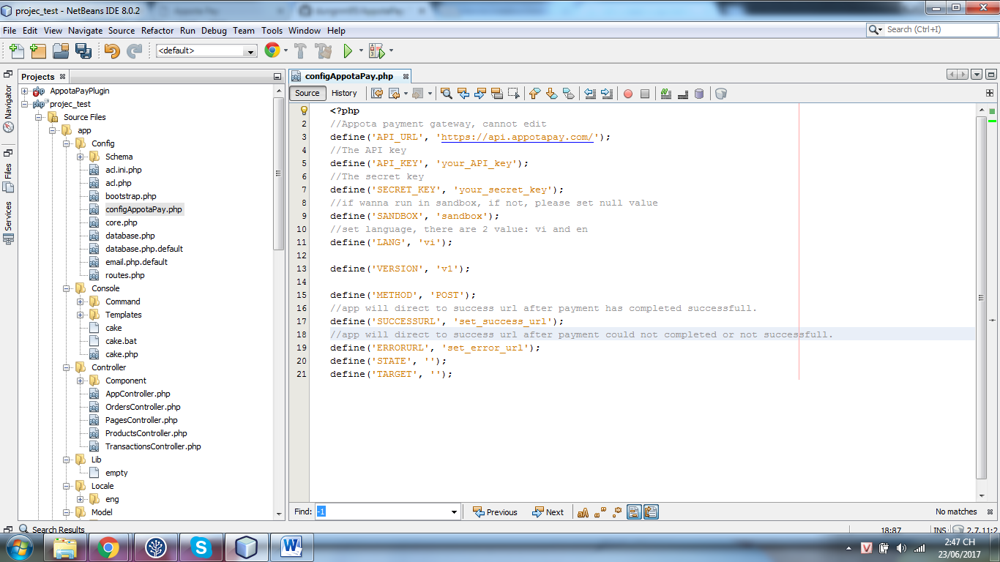 projec_test - NetBeans IDE 8.0.2
File Edit View Navigate Source Refactor Run Debug Team Tools Window Help
Search (Ctrl+I)
<default>
Projects
configAppotaPay.php
Navigator
Files
Services
AppotaPayPlugin
projec_test
Source Files
app
Config
Schema
acl.ini.php
acl.php
bootstrap.php
configAppotaPay.php
core.php
database.php
database.php.default
email.php.default
routes.php
Console
Command
Templates
cake
cake.bat
cake.php
Controller
Component
AppController.php
OrdersController.php
PagesController.php
ProductsController.php
TransactionsController.php
Lib
empty
Locale
eng
Model
Source History
<?php
2 //Appota payment gateway, cannot edit
3 define('API_URL', 'https://api.appotapay.com/');
4 //The API key
5 define('API_KEY', 'your_API_key');
6 //The secret key
7 define('SECRET_KEY', 'your_secret_key');
8 //if wanna run in sandbox, if not, please set null value
9 define('SANDBOX', 'sandbox');
10 //set language, there are 2 value: vi and en
11 define('LANG', 'vi');
12
13 define('VERSION', 'v1');
14
15 define('METHOD', 'POST');
16 //app will direct to success url after payment has completed successfull.
17 define('SUCCESSURL', 'set_success_url');
18 //app will direct to success url after payment could not completed or not successfull.
19 define('ERRORURL', 'set_error_url');
20 define('STATE', '');
21 define('TARGET', '');
Find: -1 Previous Next No matches
Search Results
18:87 INS
2:47 CH
23/06/2017